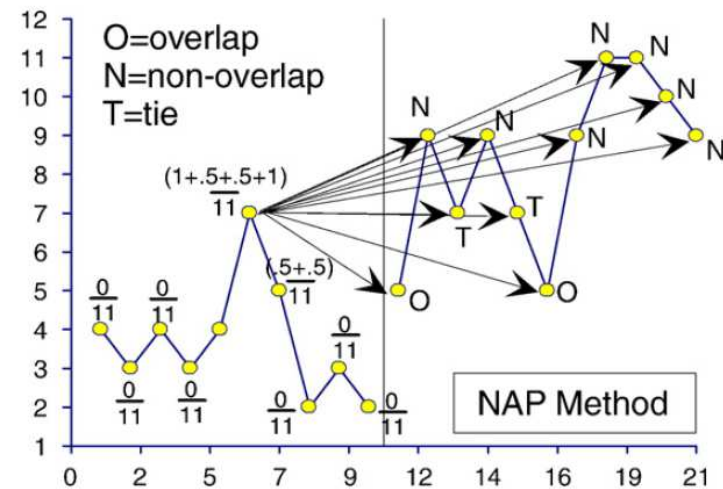 12
11
10
9
8
7
6
5
4
3
2
1
O=overlap
N=non-overlap
T=tie
(1+.5+.5+1)
11
(.5+.5)
11
0
11
0
11
0
11
0
11
0
11
0
11
0
11
O
N
T
N
T
O
N
N
N
N
N
NAP Method
0 2 5 7 9 12 14 16 19 21